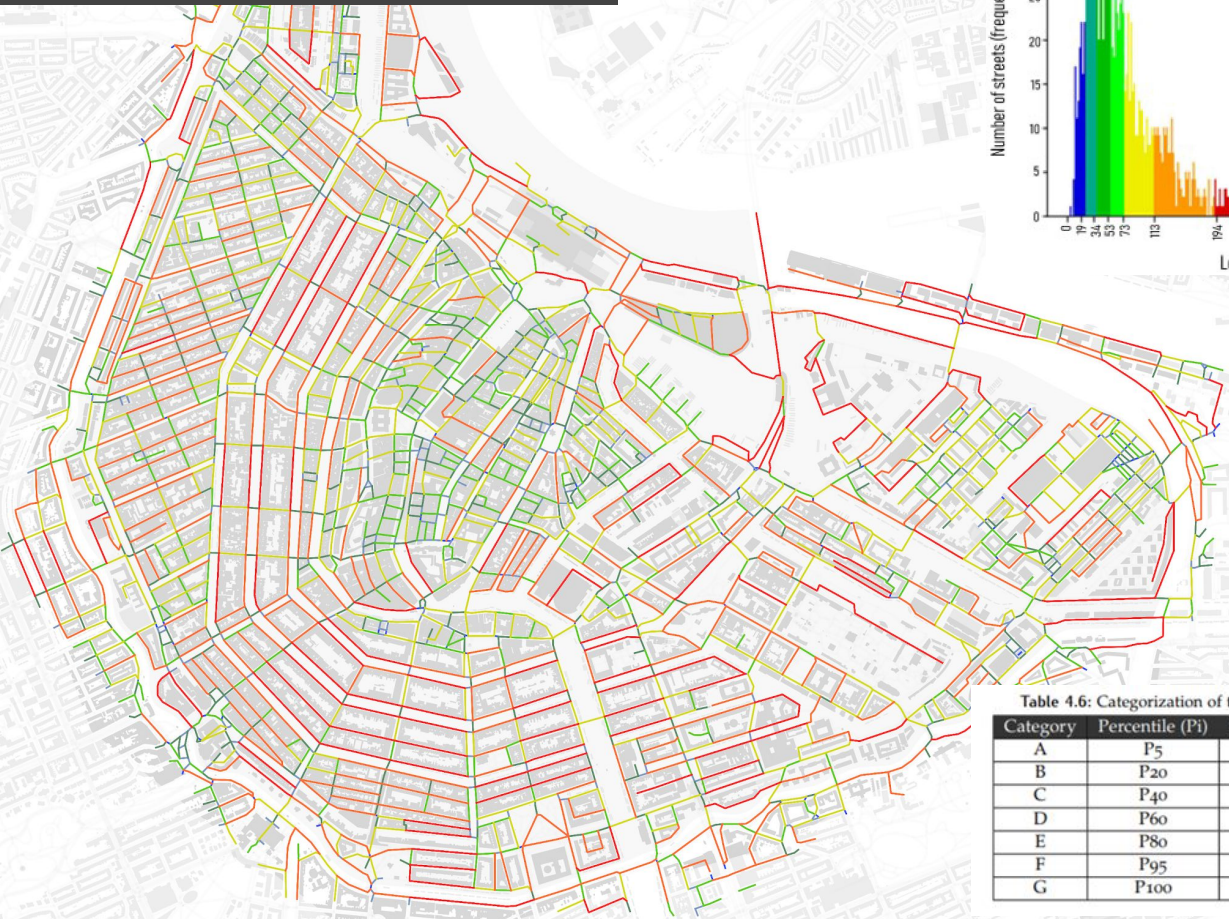 Number of streets (freque
20
15
10
5
0
0
19
34
53
73
113
194
L
Table 4.6: Categorization of t
Category Percentile (Pi)
A P5
B P20
C P40
D P60
E P80
F P95
G P100